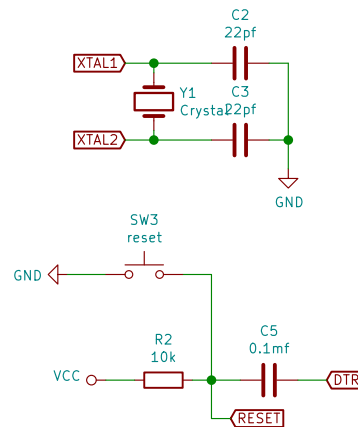 C2
22pf
XTAL1
Y1
Crystal
C3
22pf
XTAL2
GND
SW3
reset
GND
R2
10k
C5
0.1mf
VCC
DTR
RESET